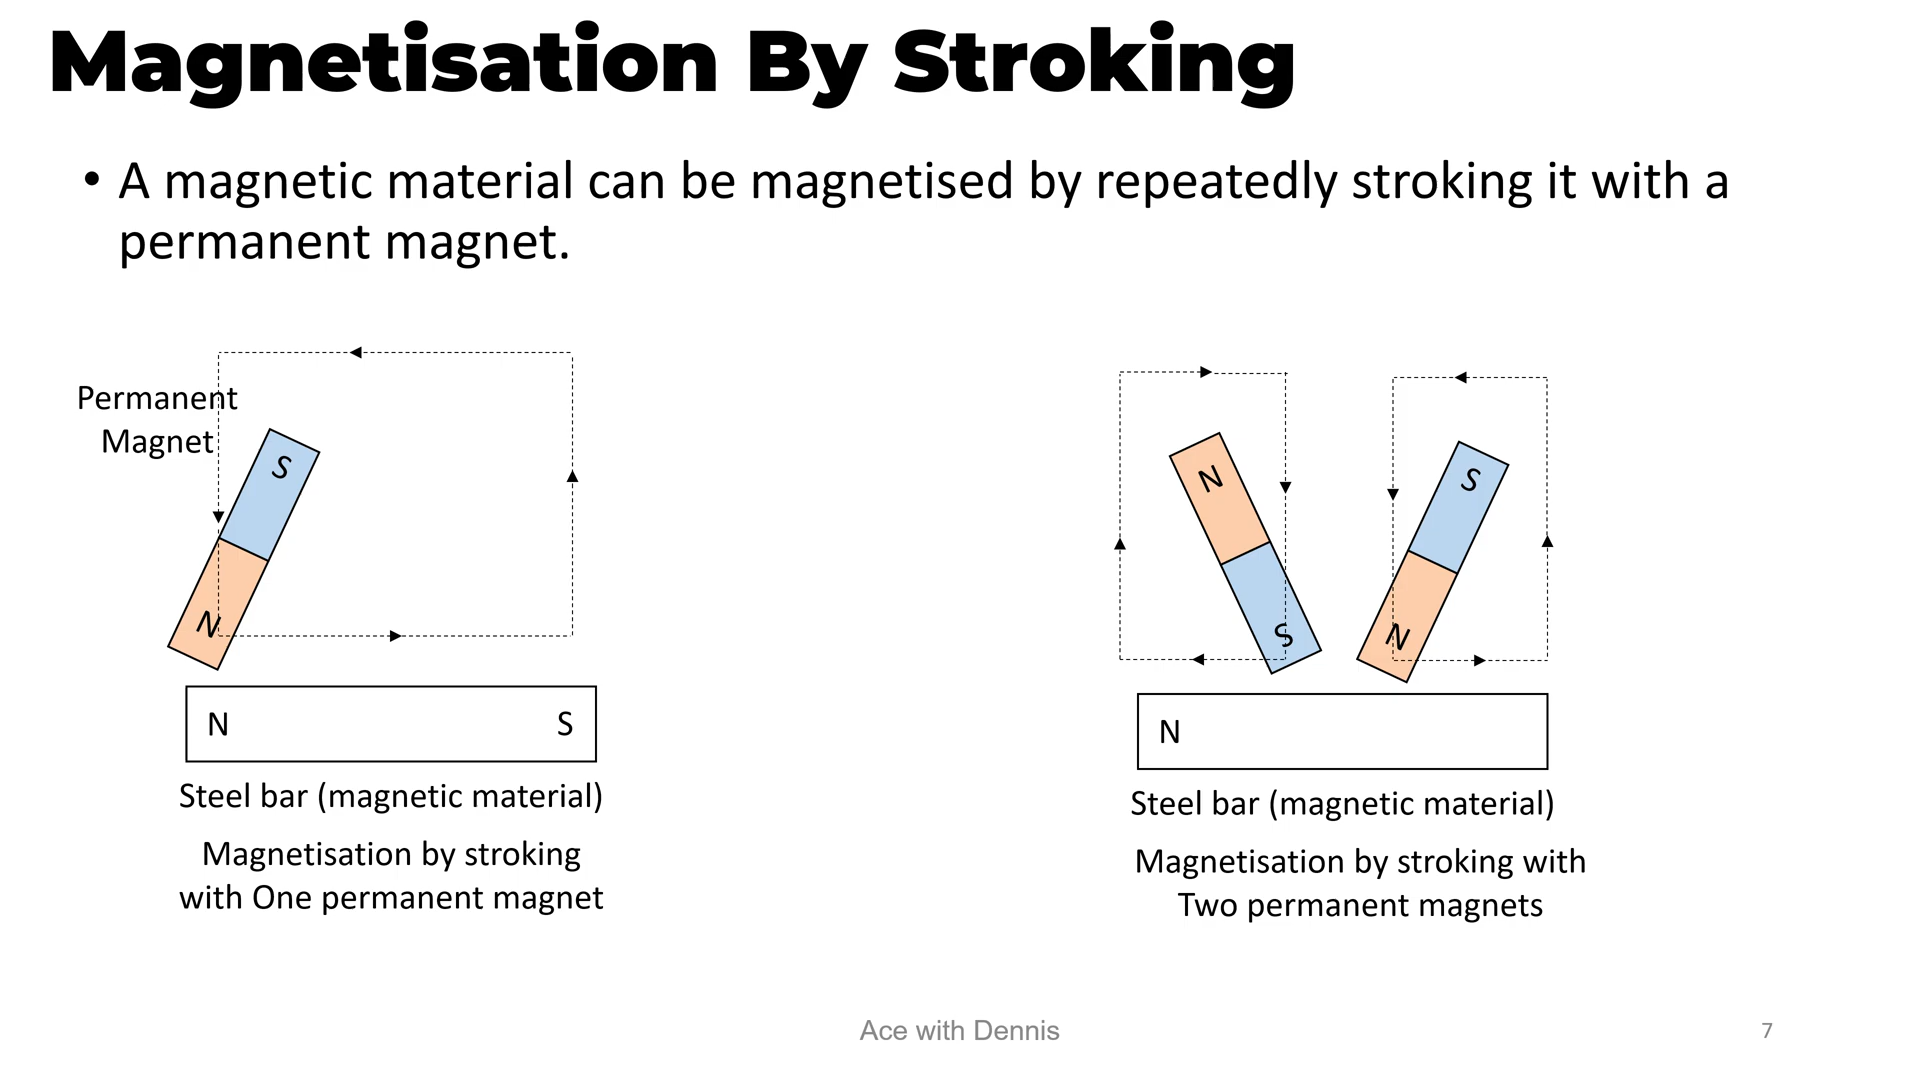 Magnetisation By Stroking
• A magnetic material can be magnetised by repeatedly stroking it with a
permanent magnet.
Permanent
Magnet
S
N
N S
Steel bar (magnetic material)
Magnetisation by stroking
with One permanent magnet
N
S
S
N
N
Steel bar (magnetic material)
Magnetisation by stroking with
Two permanent magnets
Ace with Dennis
7